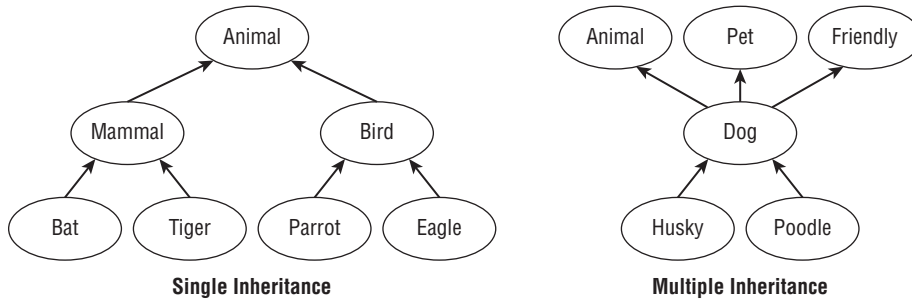 Animal
Mammal Bird
Bat Tiger Parrot Eagle
Single Inheritance
Animal Pet Friendly
Dog
Husky Poodle
Multiple Inheritance